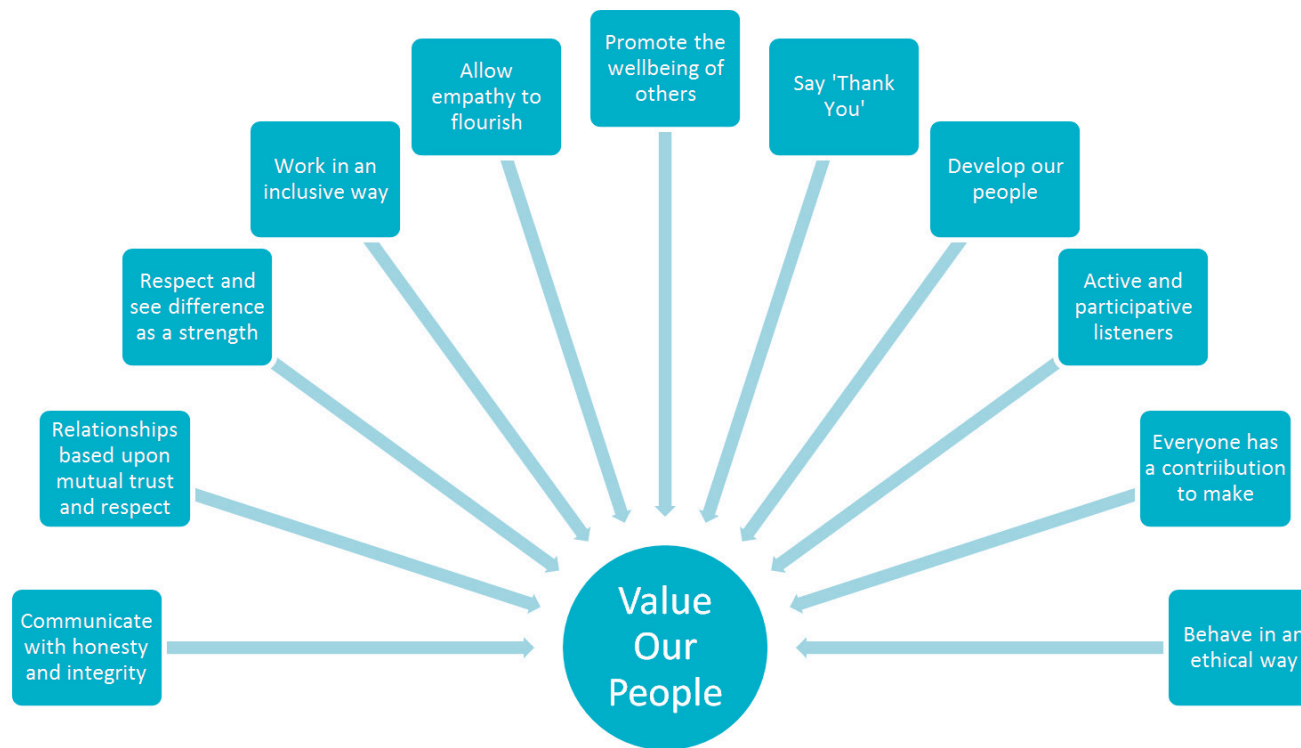 Promote the
wellbeing of
others
Allow
empathy to
flourish
Say 'Thank
You'
Work in an
inclusive way
Develop our
people
Respect and
see difference
as a strength
Active and
participative
listeners
Relationships
based upon
mutual trust
and respect
Everyone has
a contriibution
to make
Communicate
with honesty
and integrity
Behave in an
ethical way
Value
Our
People